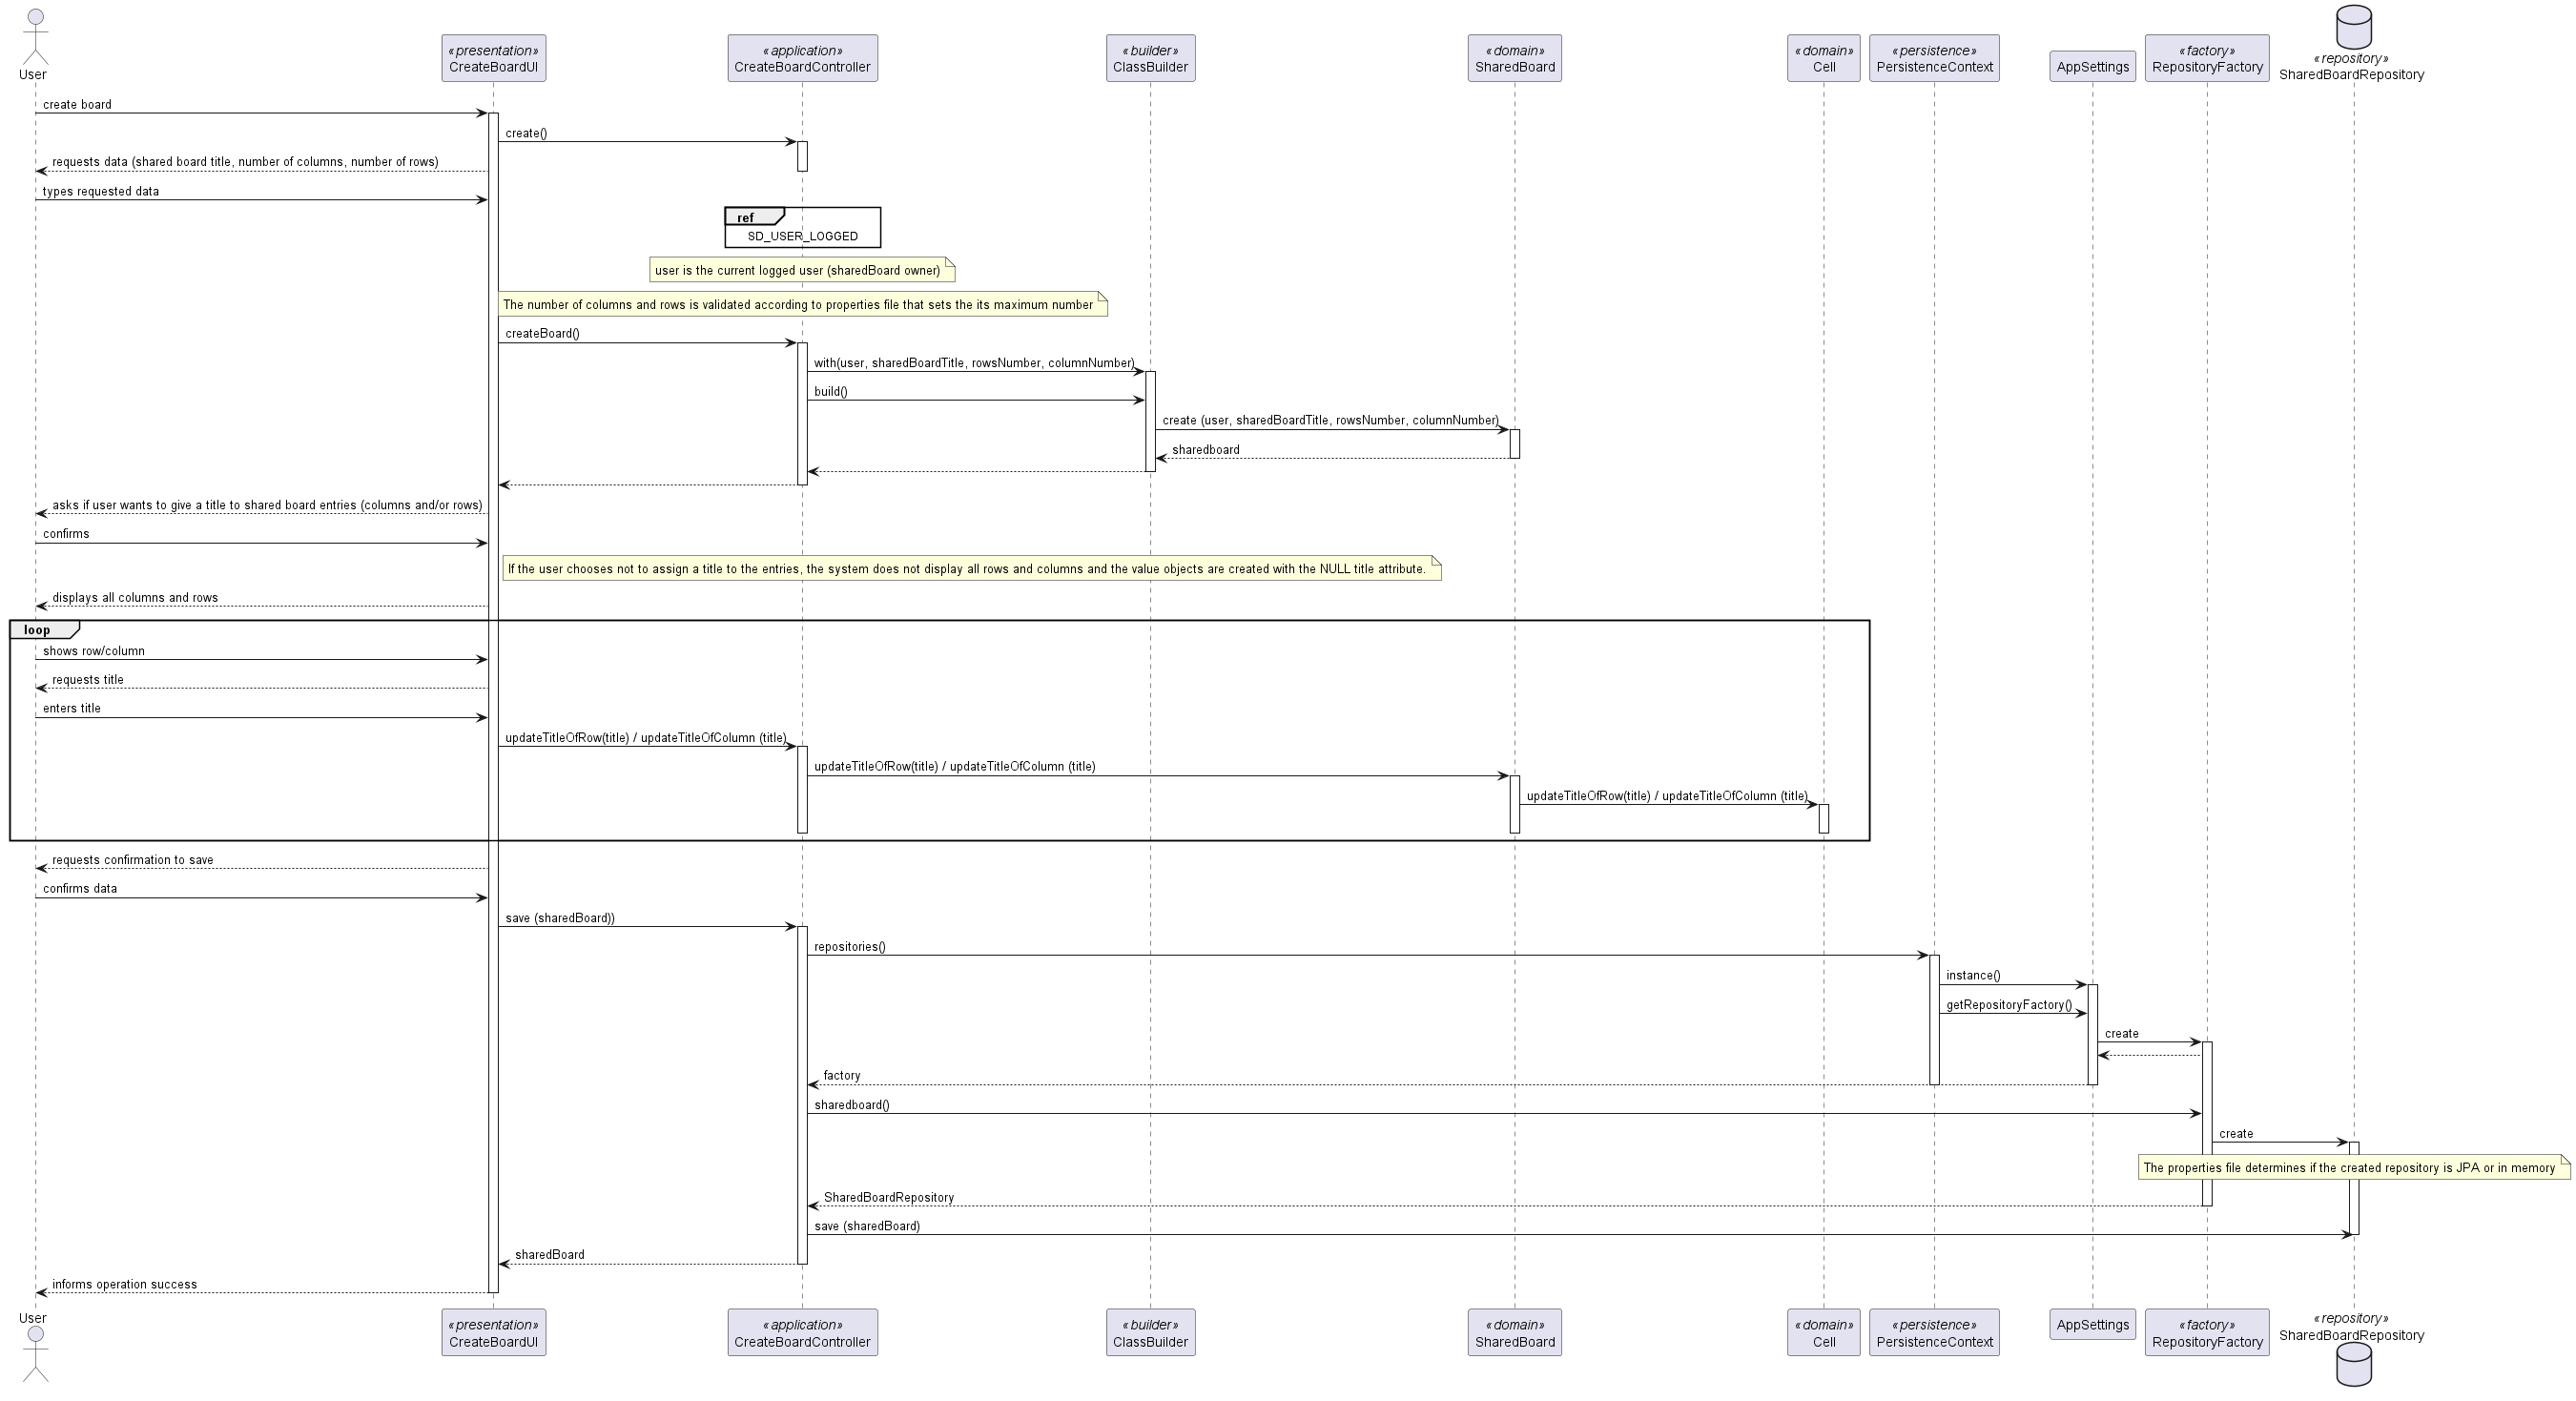 User
«presentation»
CreateBoardUI
«application»
CreateBoardController
«builder»
ClassBuilder
«domain»
SharedBoard
«domain»
Cell
«persistence»
PersistenceContext
AppSettings
«factory»
RepositoryFactory
«repository»
SharedBoardRepository
create board
create()
requests data (shared board title, number of columns, number of rows)
types requested data
ref
SD_USER_LOGGED
user is the current logged user (sharedBoard owner)
The number of columns and rows is validated according to properties file that sets the its maximum number
createBoard()
with(user, sharedBoardTitle, rowsNumber, columnNumber)
build()
create (user, sharedBoardTitle, rowsNumber, columnNumber)
sharedboard
asks if user wants to give a title to shared board entries (columns and/or rows)
confirms
If the user chooses not to assign a title to the entries, the system does not display all rows and columns and the value objects are created with the NULL title attribute.
displays all columns and rows
loop
shows row/column
requests title
enters title
updateTitleOfRow(title) / updateTitleOfColumn (title)
updateTitleOfRow(title) / updateTitleOfColumn (title)
updateTitleOfRow(title) / updateTitleOfColumn (title)
requests confirmation to save
confirms data
save (sharedBoard))
repositories()
instance()
getRepositoryFactory()
create
factory
sharedboard()
create
The properties file determines if the created repository is JPA or in memory
SharedBoardRepository
save (sharedBoard)
sharedBoard
informs operation success
User
«presentation»
CreateBoardUI
«application»
CreateBoardController
«builder»
ClassBuilder
«domain»
SharedBoard
«domain»
Cell
«persistence»
PersistenceContext
AppSettings
«factory»
RepositoryFactory
«repository»
SharedBoardRepository